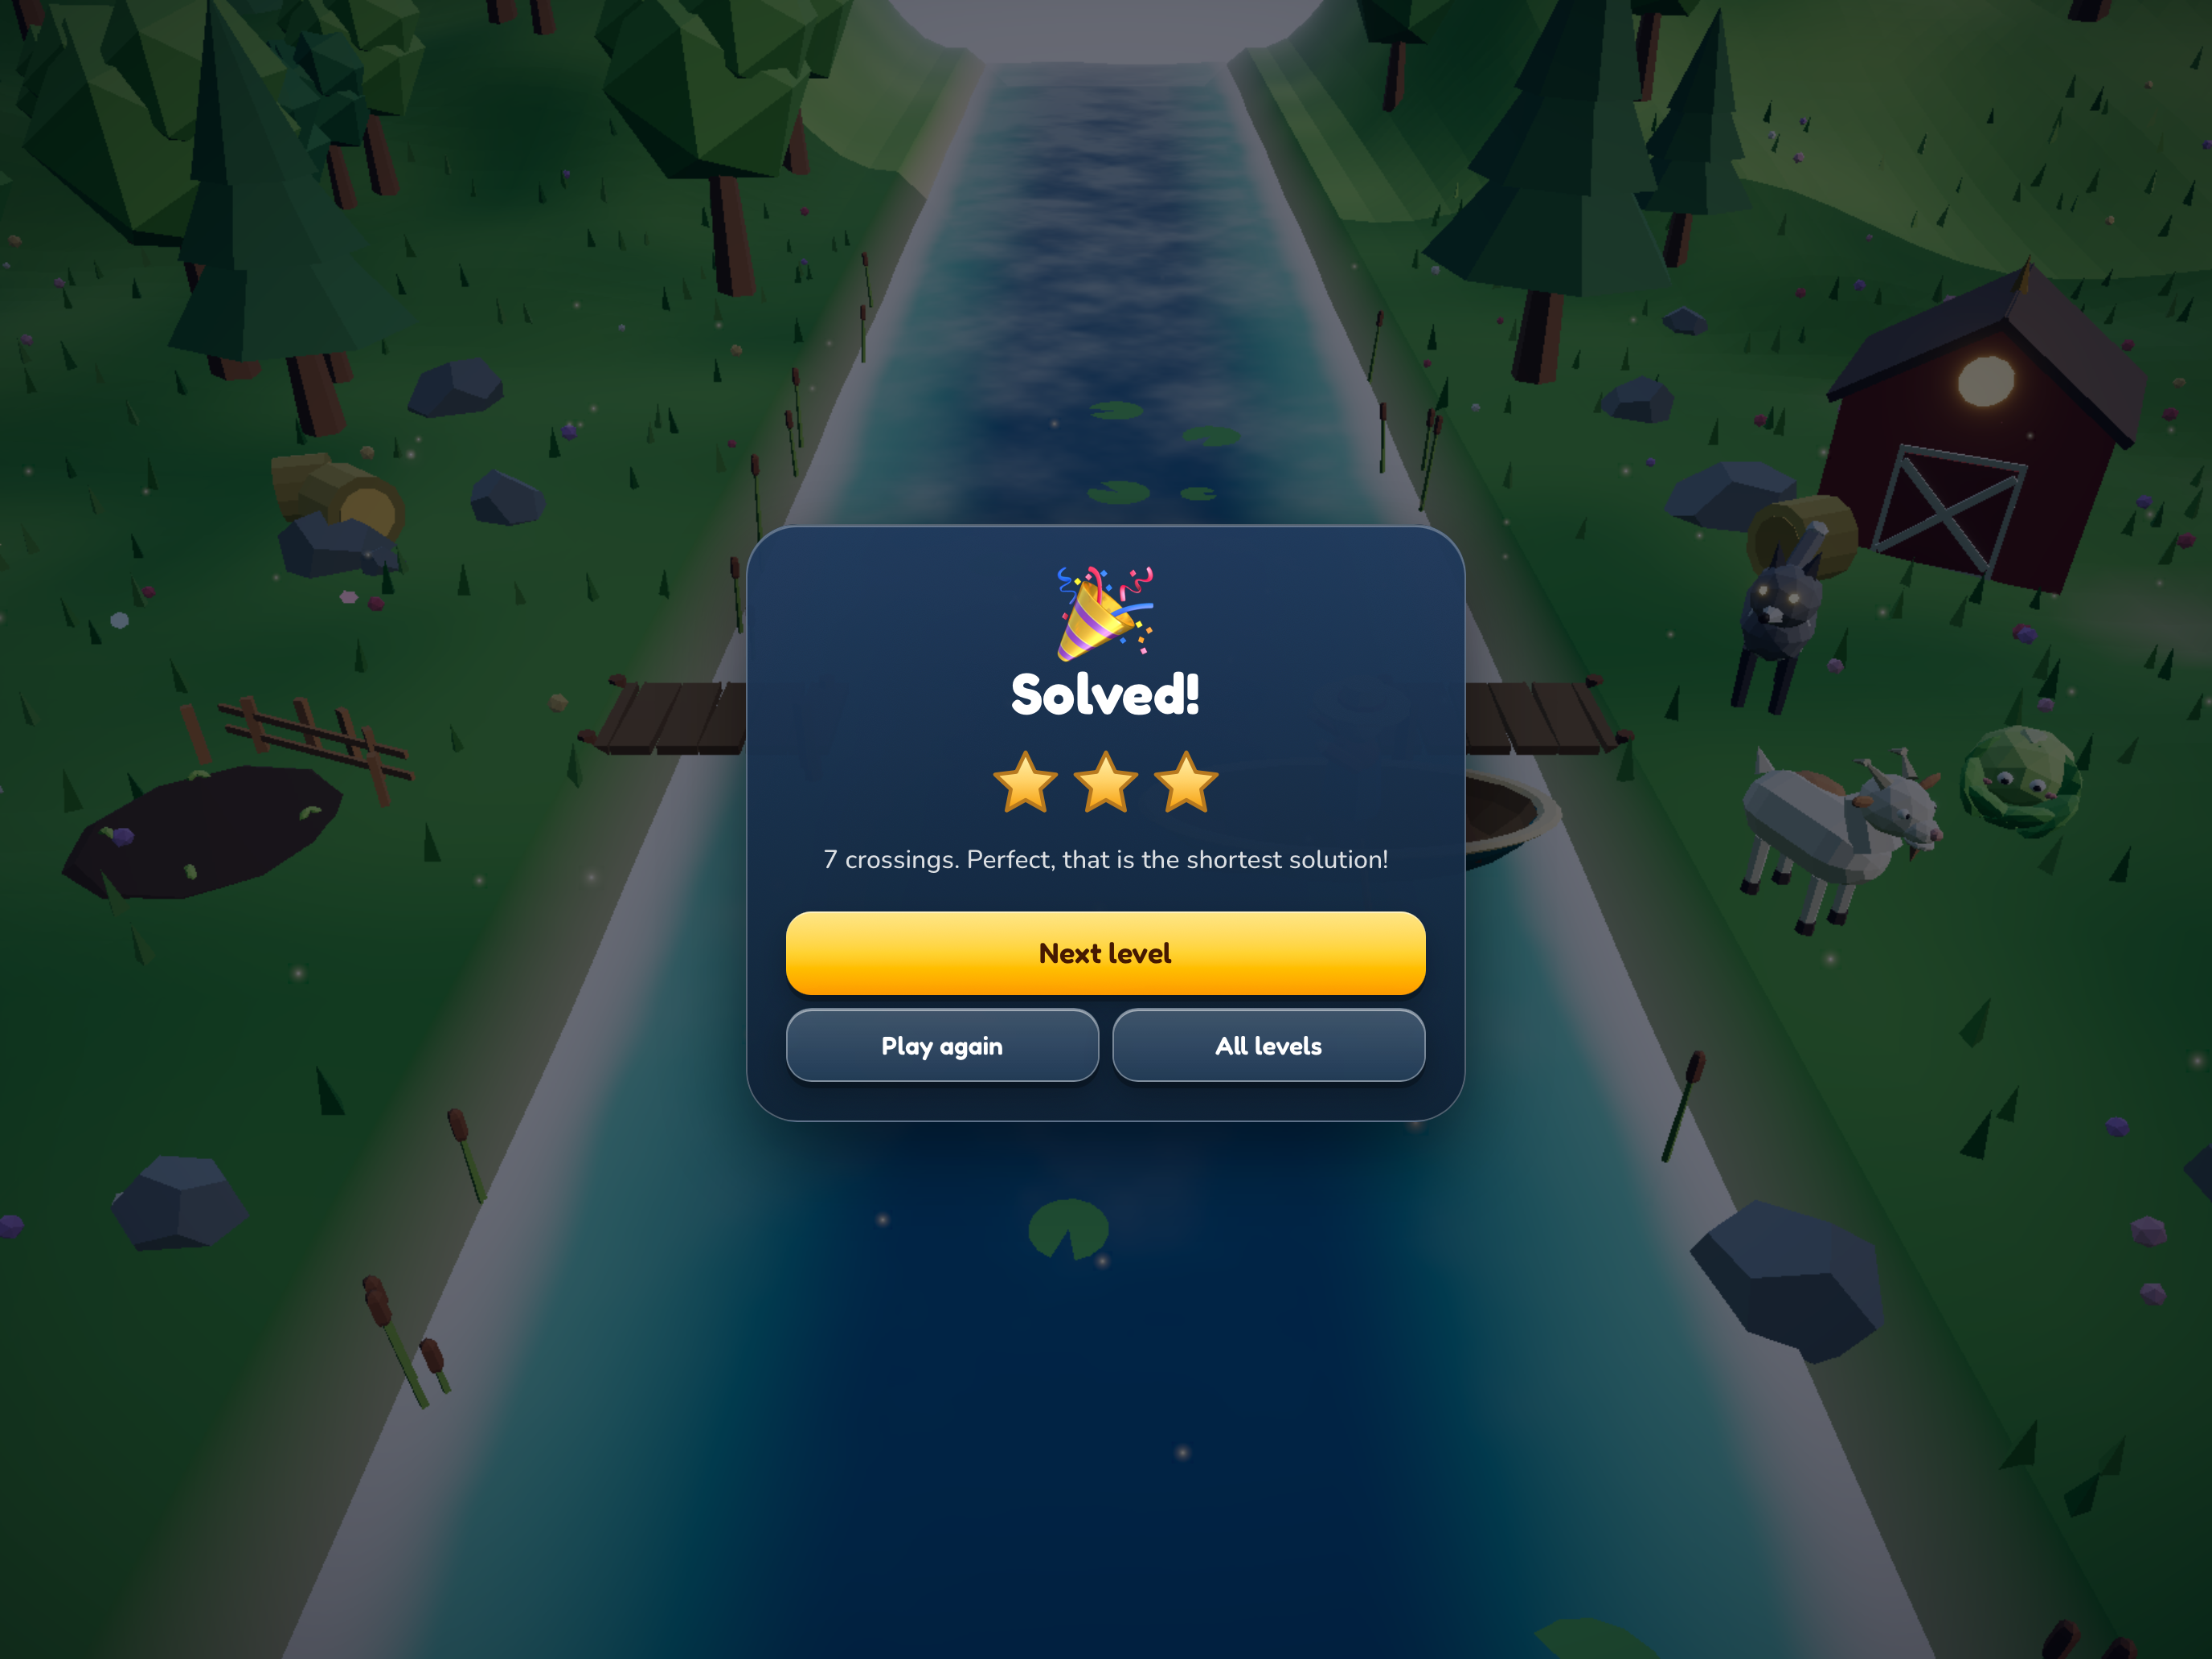 Solved!
7 crossings. Perfect, that is the shortest solution!
Next level
Play again
All levels